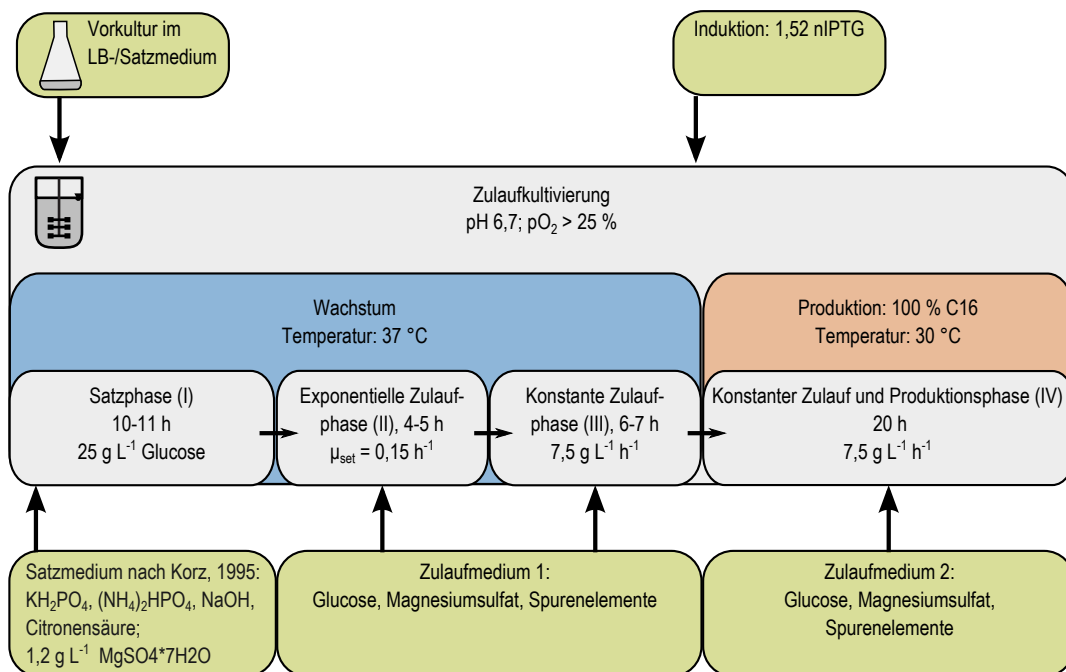 Vorkultur im
LB-/Satzmedium
Induktion: 1,52 nIPTG
Zulaufkultivierung
pH 6,7; pO₂ > 25 %
Wachstum
Temperatur: 37 °C
Produktion: 100 % C16
Temperatur: 30 °C
Satzphase (I)
10-11 h
25 g L⁻¹ Glucose
Exponentielle Zulauf-
phase (II), 4-5 h
µset = 0,15 h⁻¹
Konstante Zulauf-
phase (III), 6-7 h
7,5 g L⁻¹ h⁻¹
Konstanter Zulauf und Produktionsphase (IV)
20 h
7,5 g L⁻¹ h⁻¹
Satzmedium nach Korz, 1995:
KH₂PO₄, (NH₄)₂HPO₄, NaOH,
Citronensäure;
1,2 g L⁻¹ MgSO4*7H2O
Zulaufmedium 1:
Glucose, Magnesiumsulfat, Spurenelemente
Zulaufmedium 2:
Glucose, Magnesiumsulfat,
Spurenelemente